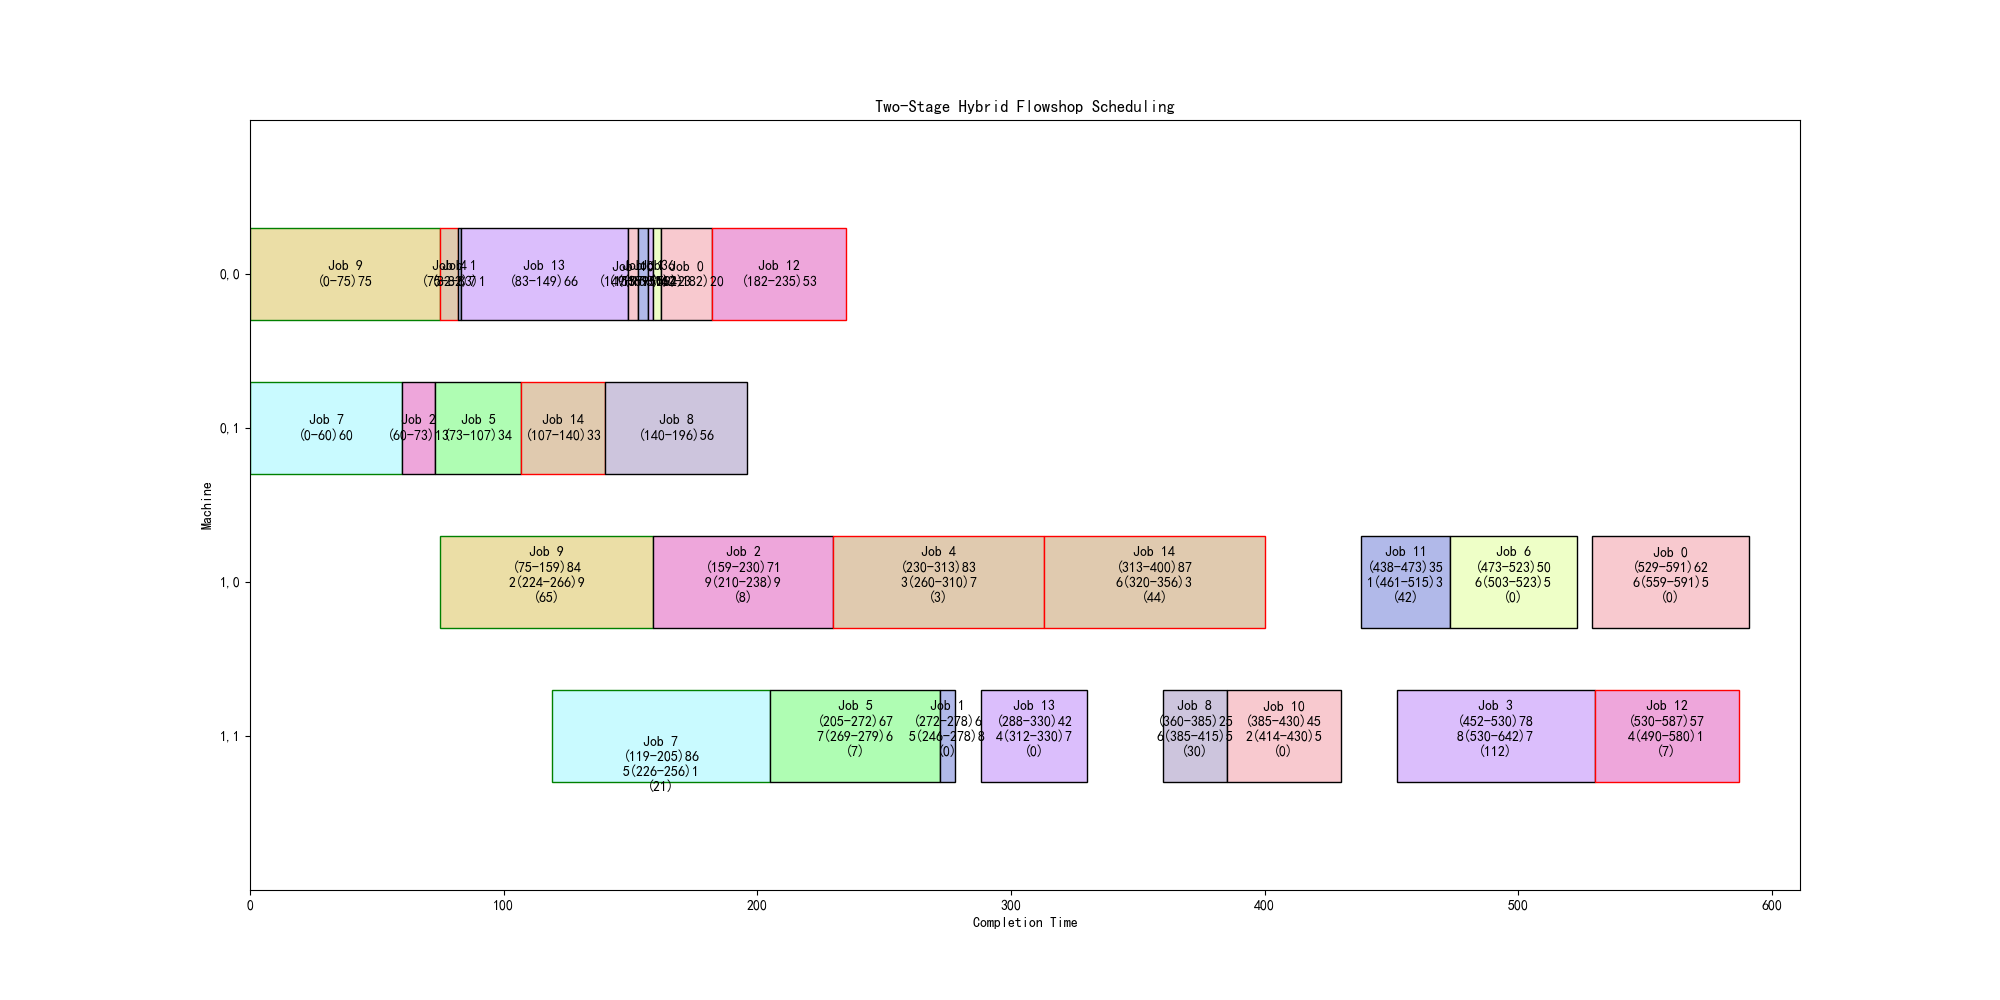 Two-Stage Hybrid Flowshop Scheduling
0,0
Job 9
(0-75)75
Job 13
(83-149)66
Job 0
Job 12
(182-235)53
0,1
Job 7
(0-60)60
Job 2
(60-73)13
Job 5
(73-107)34
Job 14
(107-140)33
Job 8
(140-196)56
Machine
1,0
Job 9
(75-159)84
2(224-266)9
(65)
Job 2
(159-230)71
9(210-238)9
(8)
Job 4
(230-313)83
3(260-310)7
(3)
Job 14
(313-400)87
6(320-356)3
(44)
Job 11
(438-473)35
1(461-515)3
(42)
Job 6
(473-523)50
6(503-523)5
(0)
Job 0
(529-591)62
6(559-591)5
(0)
1,1
Job 7
(119-205)86
5(226-256)1
(21)
Job 5
(205-272)67
7(269-279)6
(7)
Job 1
(272-278)6
5(246-278)8
(0)
Job 13
(288-330)42
4(312-330)7
(0)
Job 8
(360-385)25
6(385-415)5
(30)
Job 10
(385-430)45
2(414-430)5
(0)
Job 3
(452-530)78
8(530-642)7
(112)
Job 12
(530-587)57
4(490-580)1
(7)
0
100
200
300
400
500
600
Completion Time